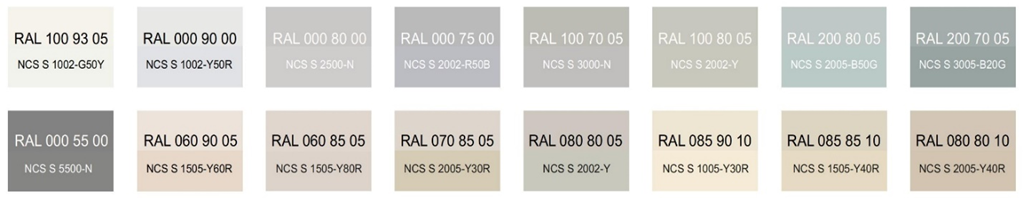 RAL 100 93 05
NCS S 1002-G50Y
RAL 000 90 00
NCS S 1002-Y50R
RAL 000 80 00
NCS S 2500-N
RAL 000 75 00
NCS S 2002-R50B
RAL 100 70 05
NCS S 3000-N
RAL 100 80 05
NCS S 2002-Y
RAL 200 80 05
NCS S 2005-B50G
RAL 200 70 05
NCS S 3005-B20G
RAL 000 55 00
NCS S 5500-N
RAL 060 90 05
NCS S 1505-Y60R
RAL 060 85 05
NCS S 1505-Y80R
RAL 070 85 05
NCS S 2005-Y30R
RAL 080 80 05
NCS S 2002-Y
RAL 085 90 10
NCS S 1005-Y30R
RAL 085 85 10
NCS S 1505-Y40R
RAL 080 80 10
NCS S 2005-Y40R